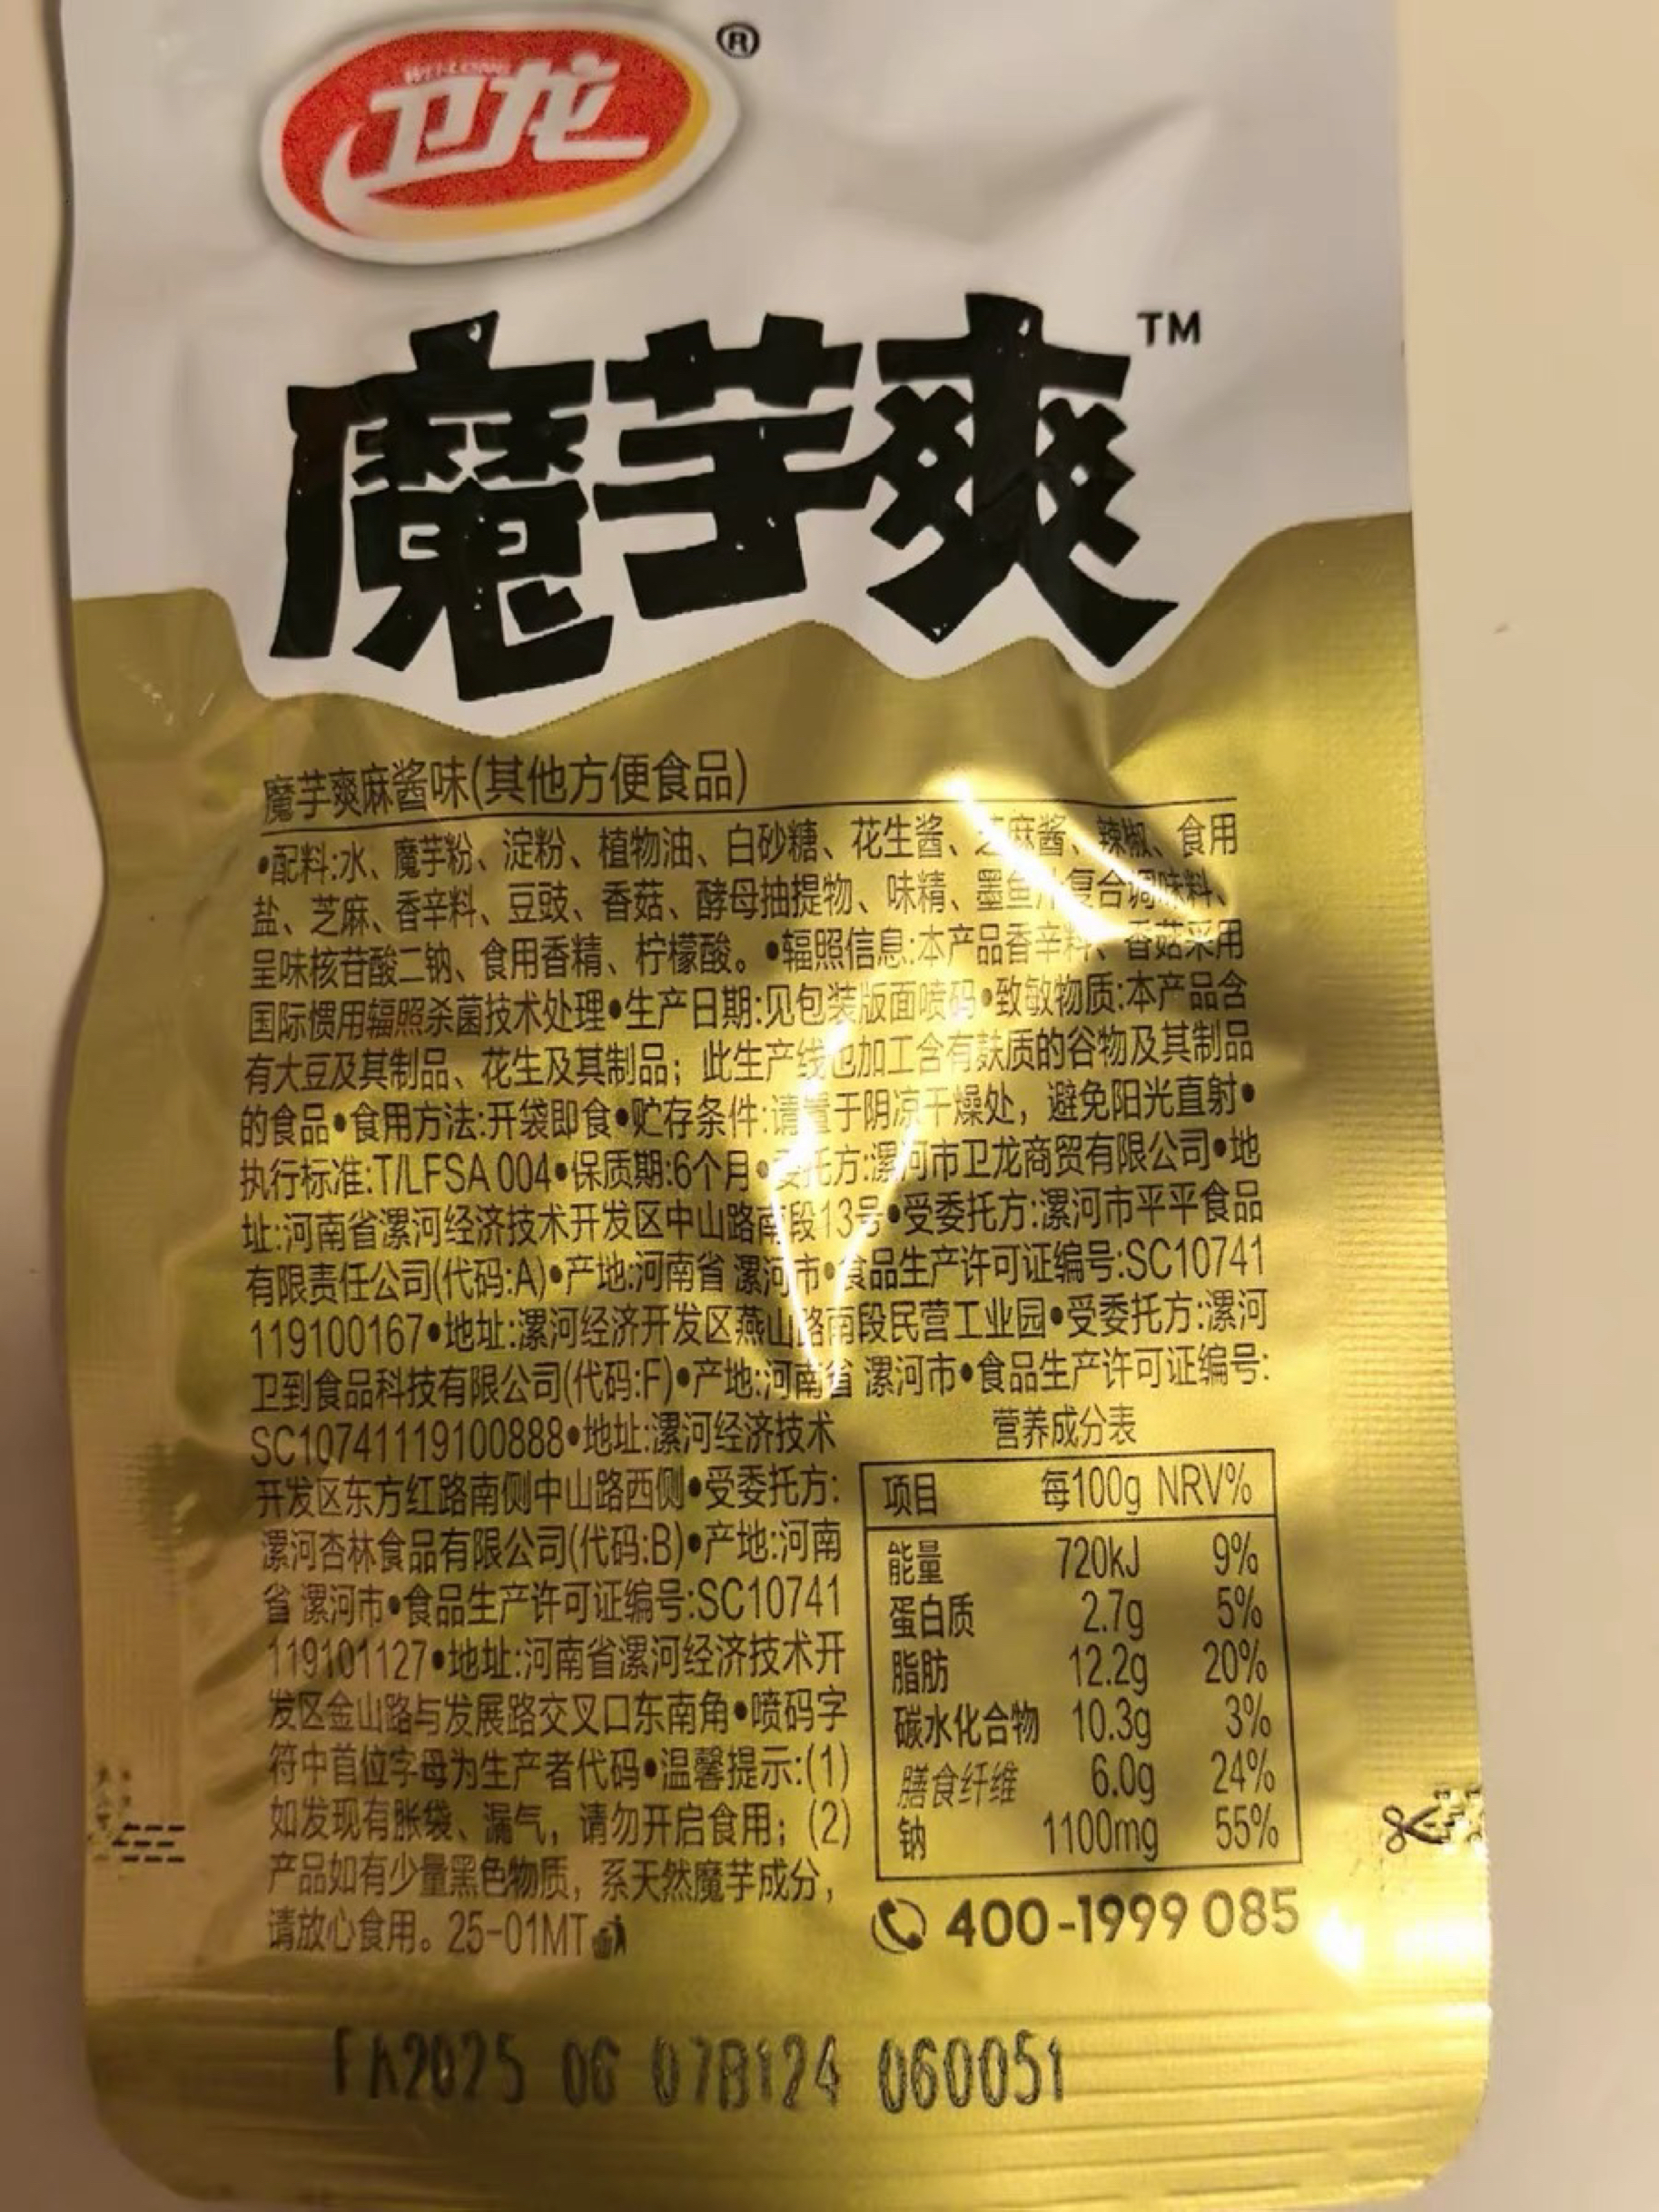 WEILONG
卫龙®
魔芋爽™
魔芋爽麻酱味(其他方便食品)
•配料:水、魔芋粉、淀粉、植物油、白砂糖、花生酱、芝麻酱、辣椒、食用
盐、芝麻、香辛料、豆豉、香菇、酵母抽提物、味精、墨鱼汁复合调味料、
呈味核苷酸二钠、食用香精、柠檬酸。•辐照信息:本产品香辛料、香菇采用
国际惯用辐照杀菌技术处理•生产日期:见包装版面喷码•致敏物质:本产品含
有大豆及其制品、花生及其制品；此生产线也加工含有麸质的谷物及其制品
的食品•食用方法:开袋即食•贮存条件:请置于阴凉干燥处，避免阳光直射•
执行标准:T/LFSA 004•保质期:6个月•委托方:漯河市卫龙商贸有限公司•地
址:河南省漯河经济技术开发区中山路南段13号•受委托方:漯河市平平食品
有限责任公司(代码:A)•产地:河南省 漯河市•食品生产许可证编号:SC10741
119100167•地址:漯河经济开发区燕山路南段民营工业园•受委托方:漯河
卫到食品科技有限公司(代码:F)•产地:河南省 漯河市•食品生产许可证编号:
SC10741119100888•地址:漯河经济技术
开发区东方红路南侧中山路西侧•受委托方:
漯河杏林食品有限公司(代码:B)•产地:河南
省 漯河市•食品生产许可证编号:SC10741
119101127•地址:河南省漯河经济技术开
发区金山路与发展路交叉口东南角•喷码字
符中首位字母为生产者代码•温馨提示:(1)
如发现有胀袋、漏气，请勿开启食用；(2)
产品如有少量黑色物质，系天然魔芋成分，
请放心食用。25-01MT
营养成分表
项目 每100g NRV%
能量 720kJ 9%
蛋白质 2.7g 5%
脂肪 12.2g 20%
碳水化合物 10.3g 3%
膳食纤维 6.0g 24%
钠 1100mg 55%
400-1999 085
FA2025 06 07B124 060051